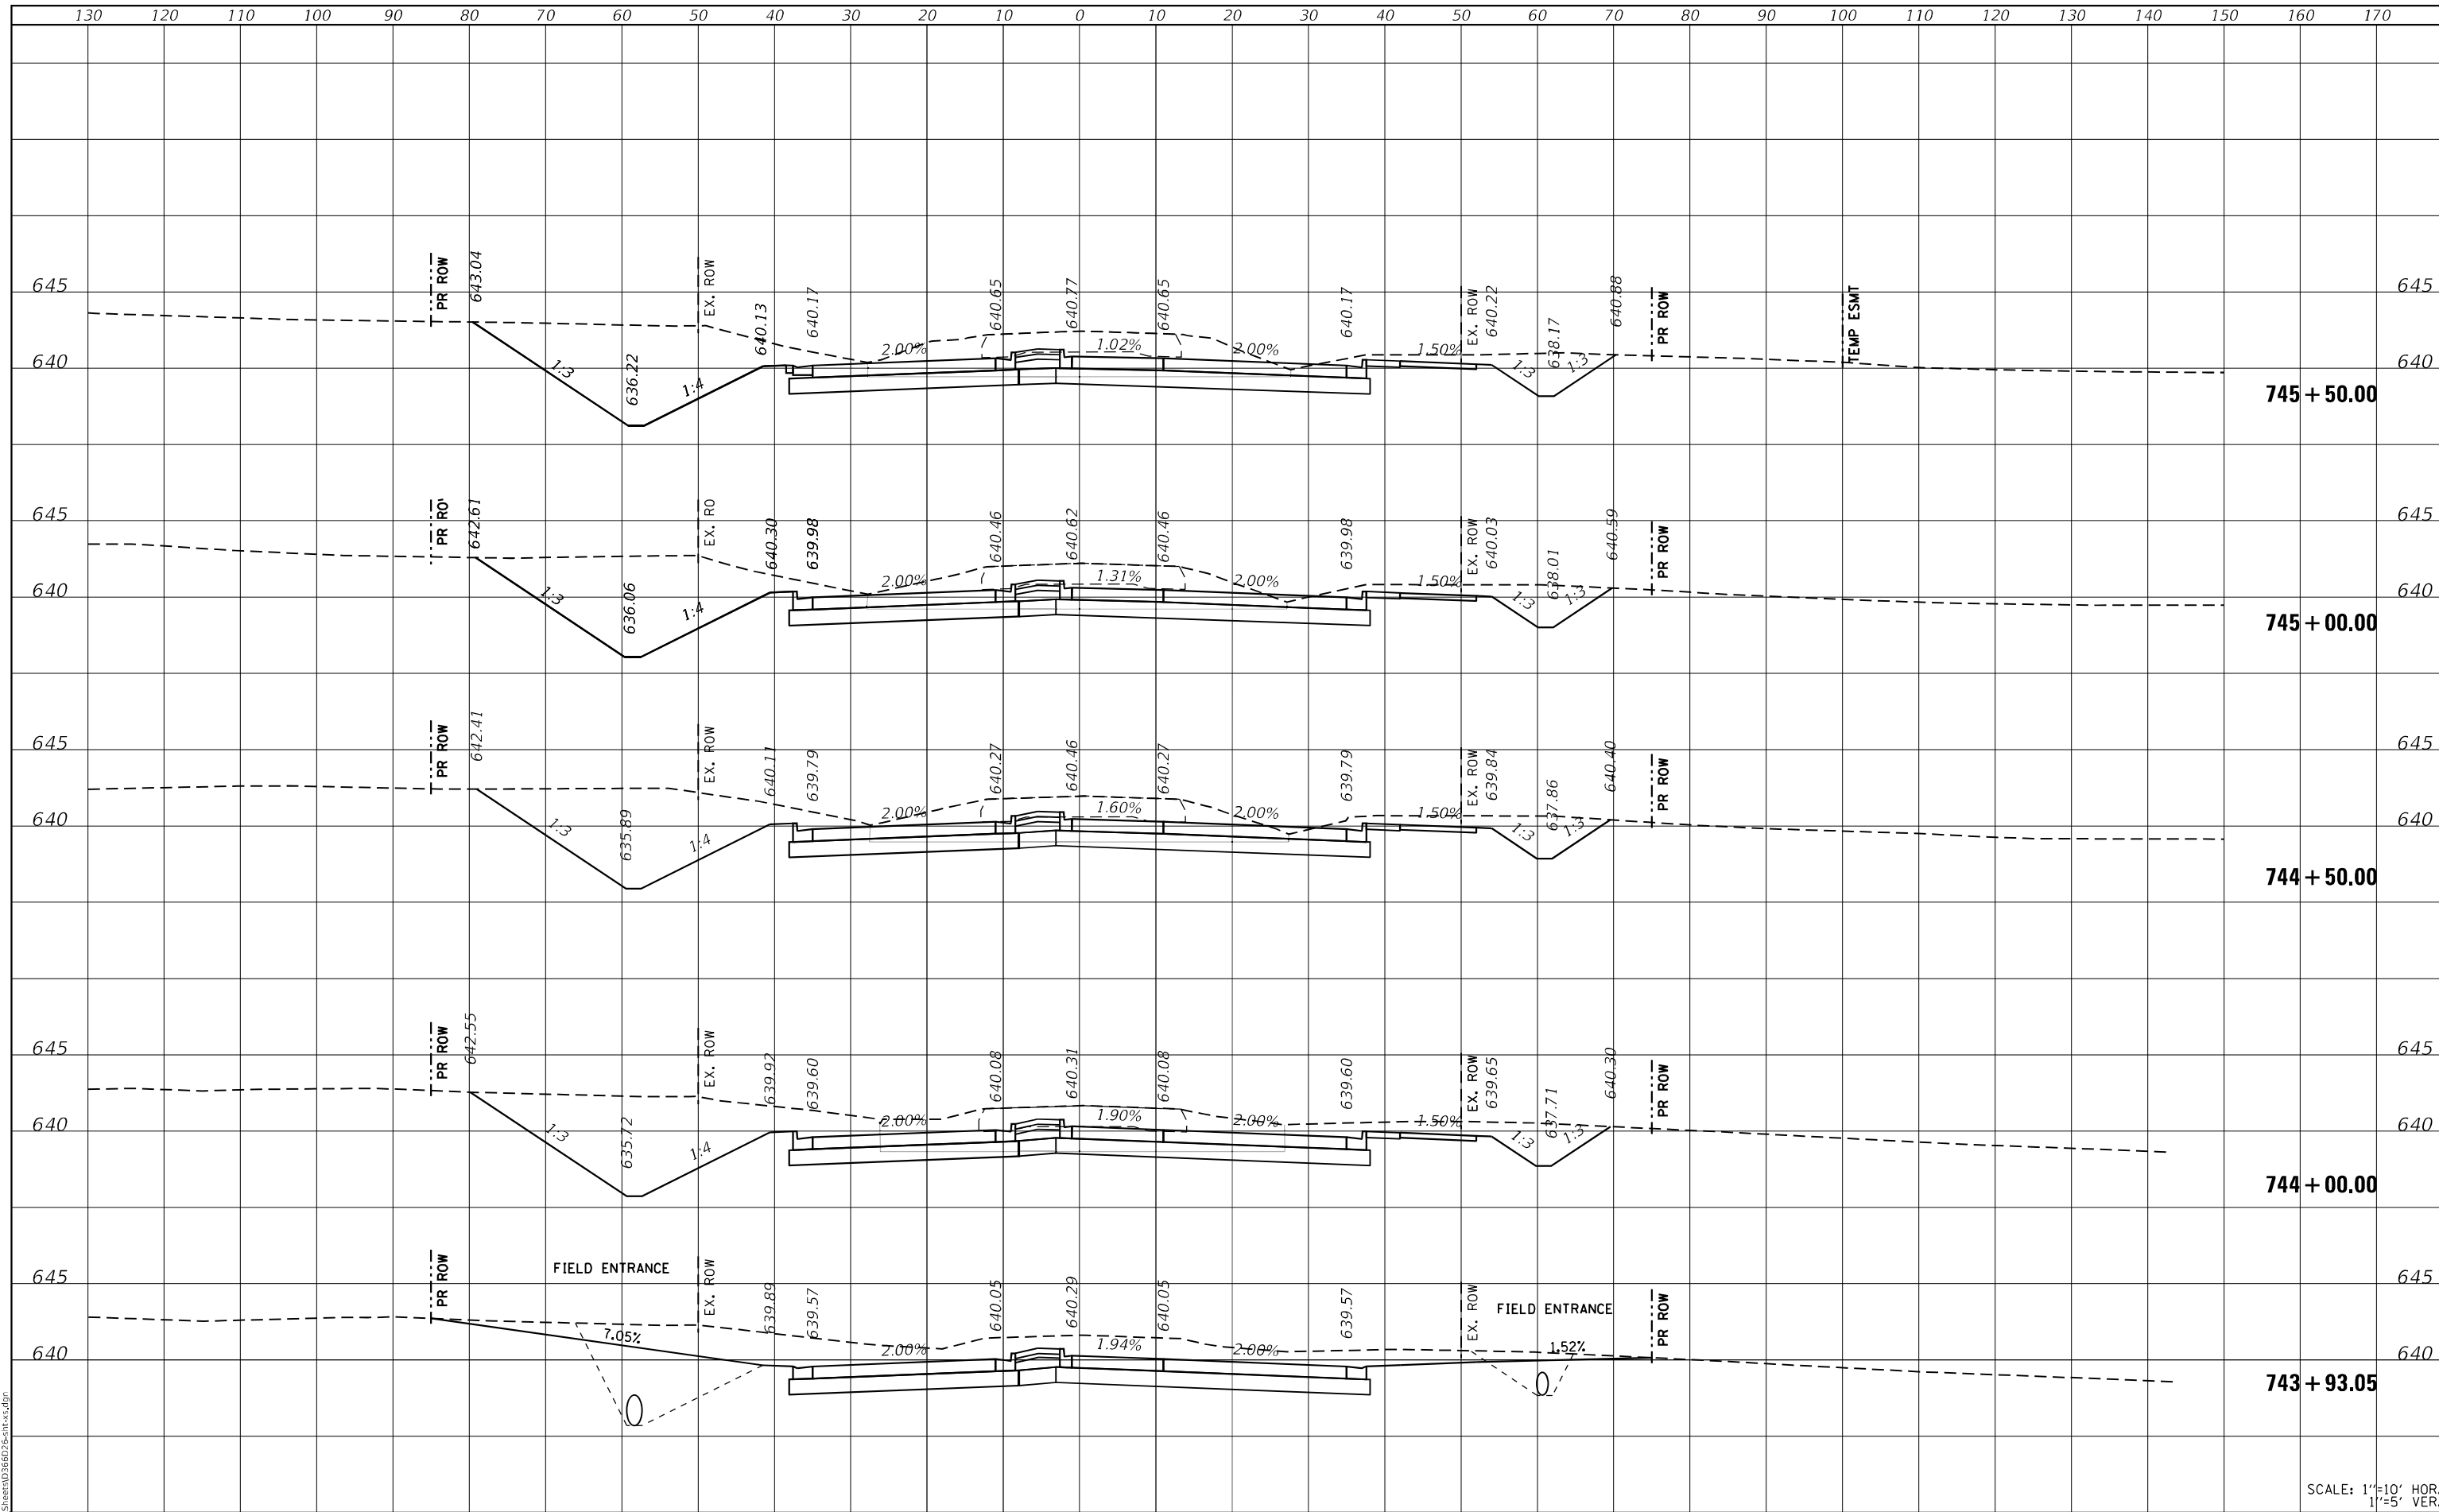 130 120 110 100 90 80 70 60 50 40 30 20 10 0 10 20 30 40 50 60 70 80 90 100 110 120 130 140 150 160 170
PR ROW 643.04 636.22 EX. ROW 640.13 640.17 640.65 640.77 640.65 640.17 EX. ROW 640.22 638.17 640.88 PR ROW TEMP ESMT
645 645
1:3 1:4 2.00% 1.02% 2.00% 1.50% 1:3 1:3
640 640
745+50.00
PR RO 642.61 636.06 EX. RO 640.30 639.98 640.46 640.62 640.46 639.98 EX. ROW 640.03 638.01 640.59 PR ROW
645 645
1:3 1:4 2.00% 1.31% 2.00% 1.50% 1:3 1:3
640 640
745+00.00
PR ROW 642.41 635.89 EX. ROW 640.11 639.79 640.27 640.46 640.27 639.79 EX. ROW 639.84 637.86 640.40 PR ROW
645 645
1:3 1:4 2.00% 1.60% 2.00% 1.50% 1:3 1:3
640 640
744+50.00
PR ROW 642.55 635.72 EX. ROW 639.92 639.60 640.08 640.31 640.08 639.60 EX. ROW 639.65 637.71 640.30 PR ROW
645 645
1:3 1:4 2.00% 1.90% 2.00% 1.50% 1:3 1:3
640 640
744+00.00
PR ROW FIELD ENTRANCE EX. ROW 639.89 639.57 640.05 640.29 640.05 639.57 EX. ROW FIELD ENTRANCE PR ROW
645 645
7.05% 2.00% 1.94% 2.00% 1.52%
640 640
743+93.05
Sheets\D366D26-sht-xs.dgn
SCALE: 1"=10' HOR.
1"=5' VER.